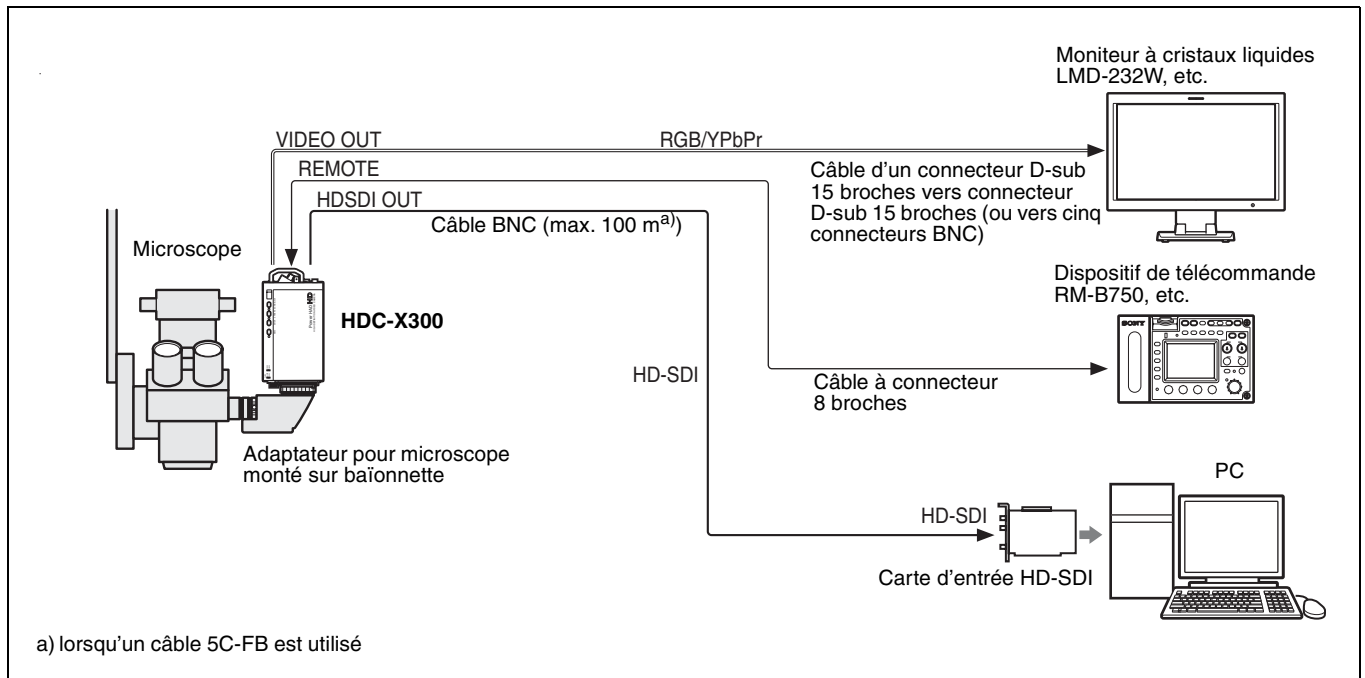 Moniteur à cristaux liquides
LMD-232W, etc.
VIDEO OUT
RGB/YPbPr
REMOTE
Câble d'un connecteur D-sub
15 broches vers connecteur
D-sub 15 broches (ou vers cinq
connecteurs BNC)
HDSDI OUT
Câble BNC (max. 100 m a))
Microscope
HDC-X300
Dispositif de télécommande
RM-B750, etc.
SONY
HD-SDI
Câble à connecteur
8 broches
Adaptateur pour microscope
monté sur baïonnette
PC
HD-SDI
Carte d'entrée HD-SDI
a) lorsqu'un câble 5C-FB est utilisé